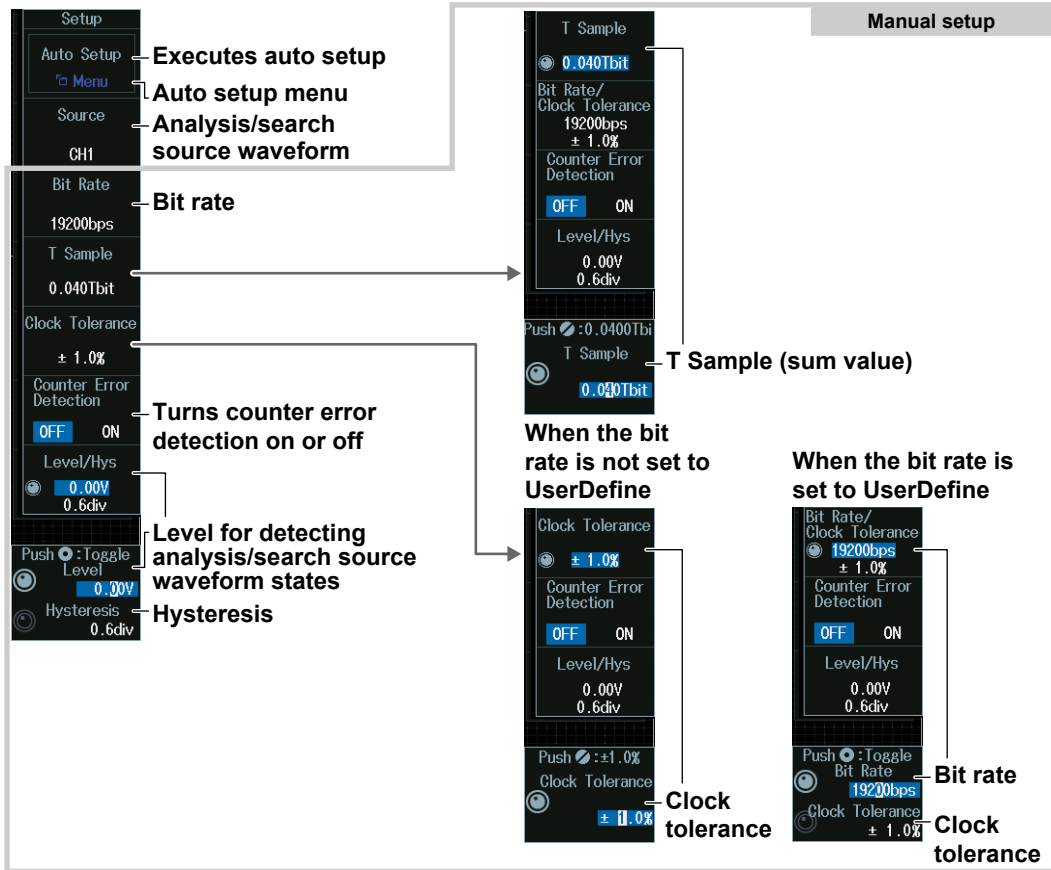 Setup
Auto Setup
Menu
Source
CH1
Bit Rate
19200bps
T Sample
0.040Tbit
Clock Tolerance
± 1.0%
Counter Error
Detection
OFF ON
Level/Hys
0.00V
0.6div
Push :Toggle
Level
0.00V
Hysteresis
0.6div
Executes auto setup
Auto setup menu
Analysis/search
source waveform
Bit rate
Turns counter error
detection on or off
Level for detecting
analysis/search source
waveform states
Hysteresis
Manual setup
T Sample
0.040Tbit
Bit Rate/
Clock Tolerance
19200bps
± 1.0%
Counter Error
Detection
OFF ON
Level/Hys
0.00V
0.6div
Push :0.0400Tbi
T Sample
0.040Tbit
T Sample (sum value)
When the bit
rate is not set to
UserDefine
Clock Tolerance
± 1.0%
Counter Error
Detection
OFF ON
Level/Hys
0.00V
0.6div
Push :±1.0%
Clock Tolerance
± 1.0%
Clock
tolerance
When the bit rate is
set to UserDefine
Bit Rate/
Clock Tolerance
19200bps
± 1.0%
Counter Error
Detection
OFF ON
Level/Hys
0.00V
0.6div
Push :Toggle
Bit Rate
19200bps
Clock Tolerance
± 1.0%
Bit rate
Clock
tolerance